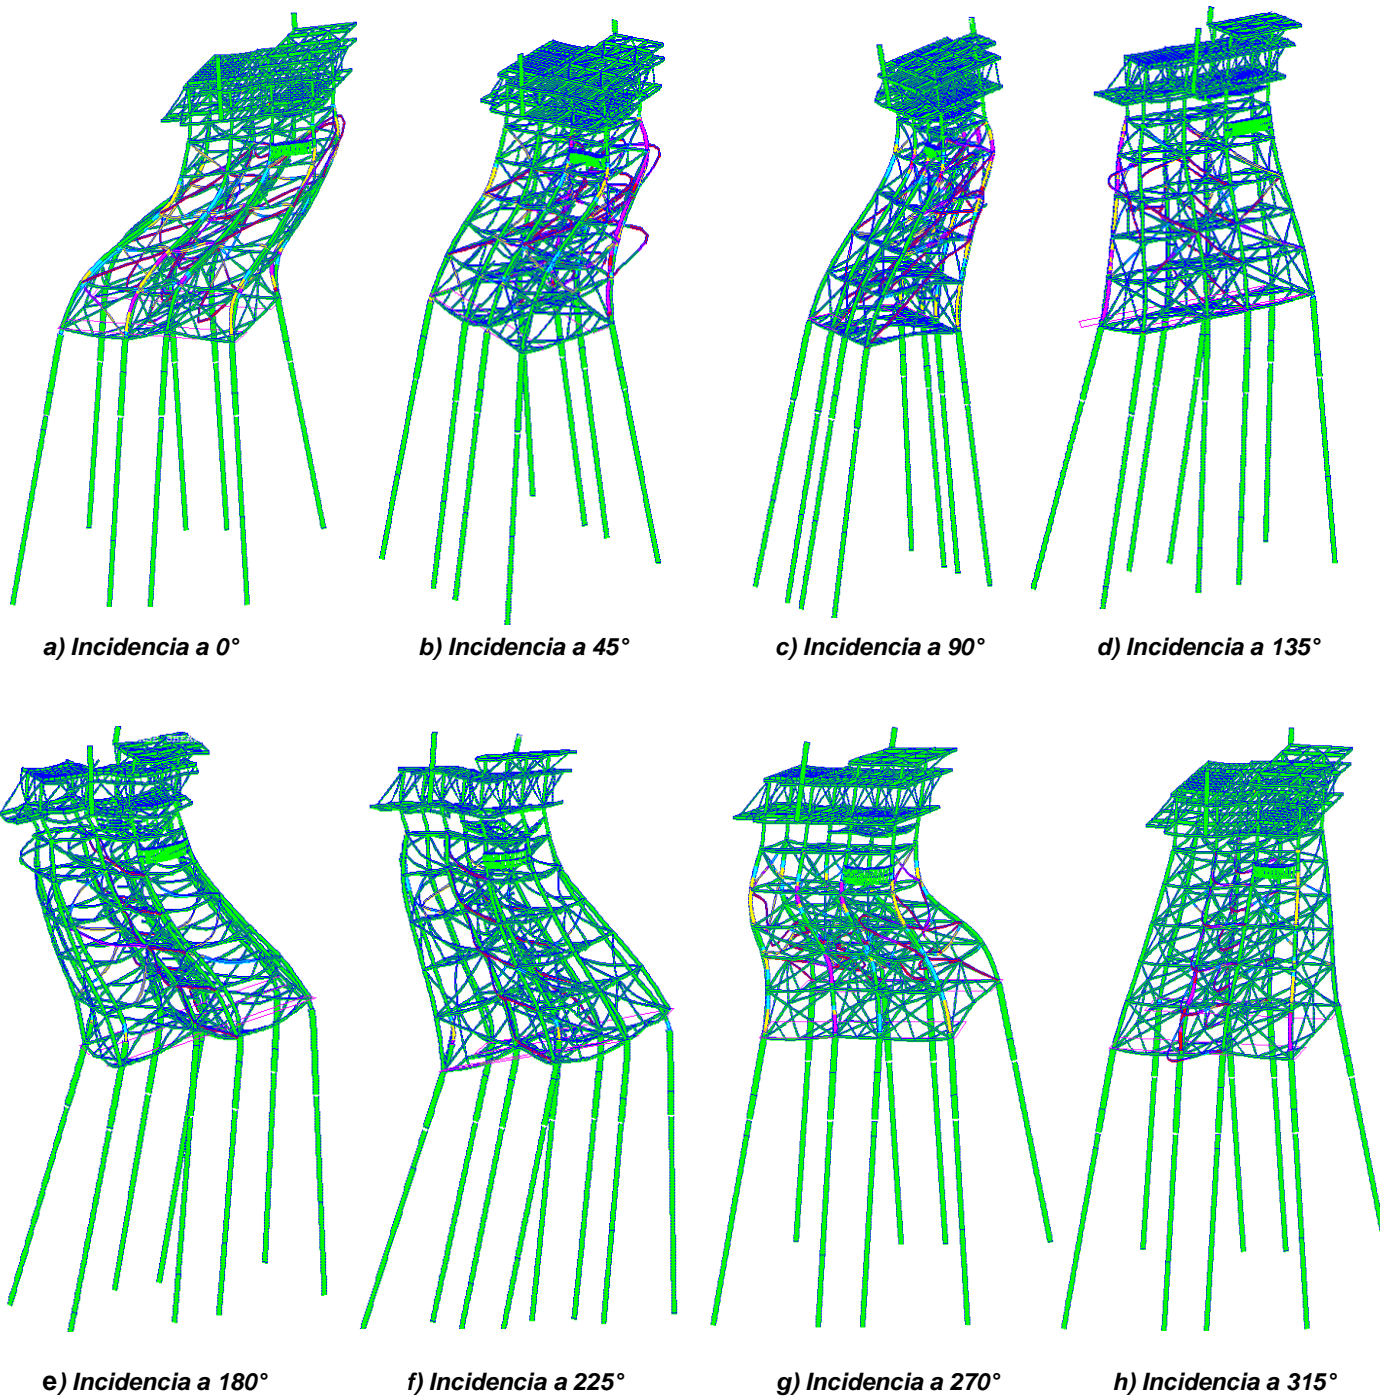 a) Incidencia a 0°
b) Incidencia a 45°
c) Incidencia a 90°
d) Incidencia a 135°
e) Incidencia a 180°
f) Incidencia a 225°
g) Incidencia a 270°
h) Incidencia a 315°